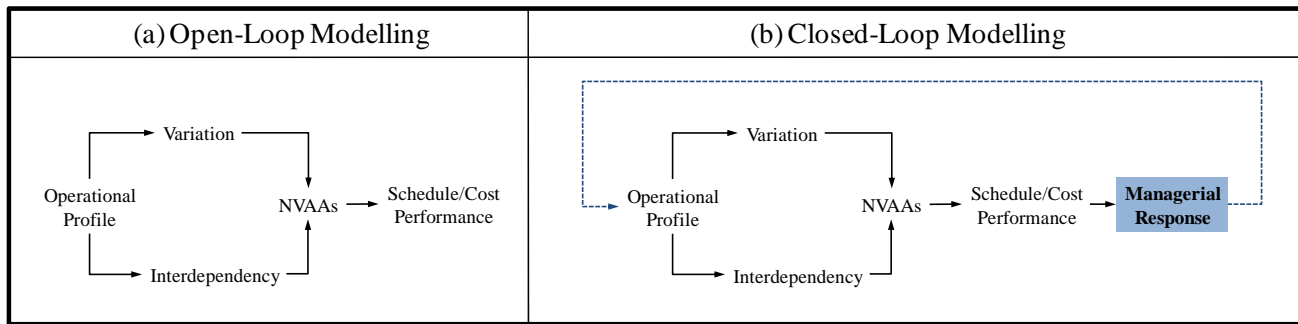 (a) Open-Loop Modelling
(b) Closed-Loop Modelling
Variation
Operational
Profile
NVAAs
Schedule/Cost
Performance
Interdependency
Variation
Operational
Profile
NVAAs
Schedule/Cost
Performance
Managerial
Response
Interdependency